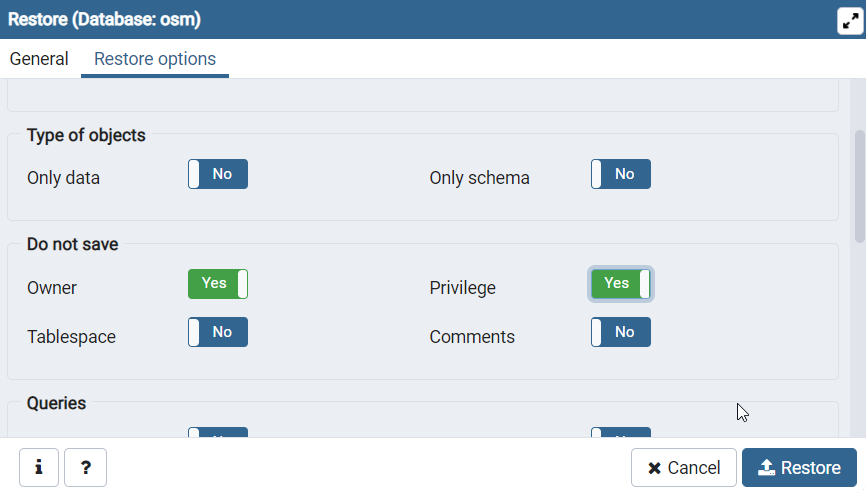 Restore (Database: osm)
General Restore options
Type of objects
Only data No Only schema No
Do not save
Owner Yes Privilege Yes
Tablespace No Comments No
Queries
i ? Cancel Restore